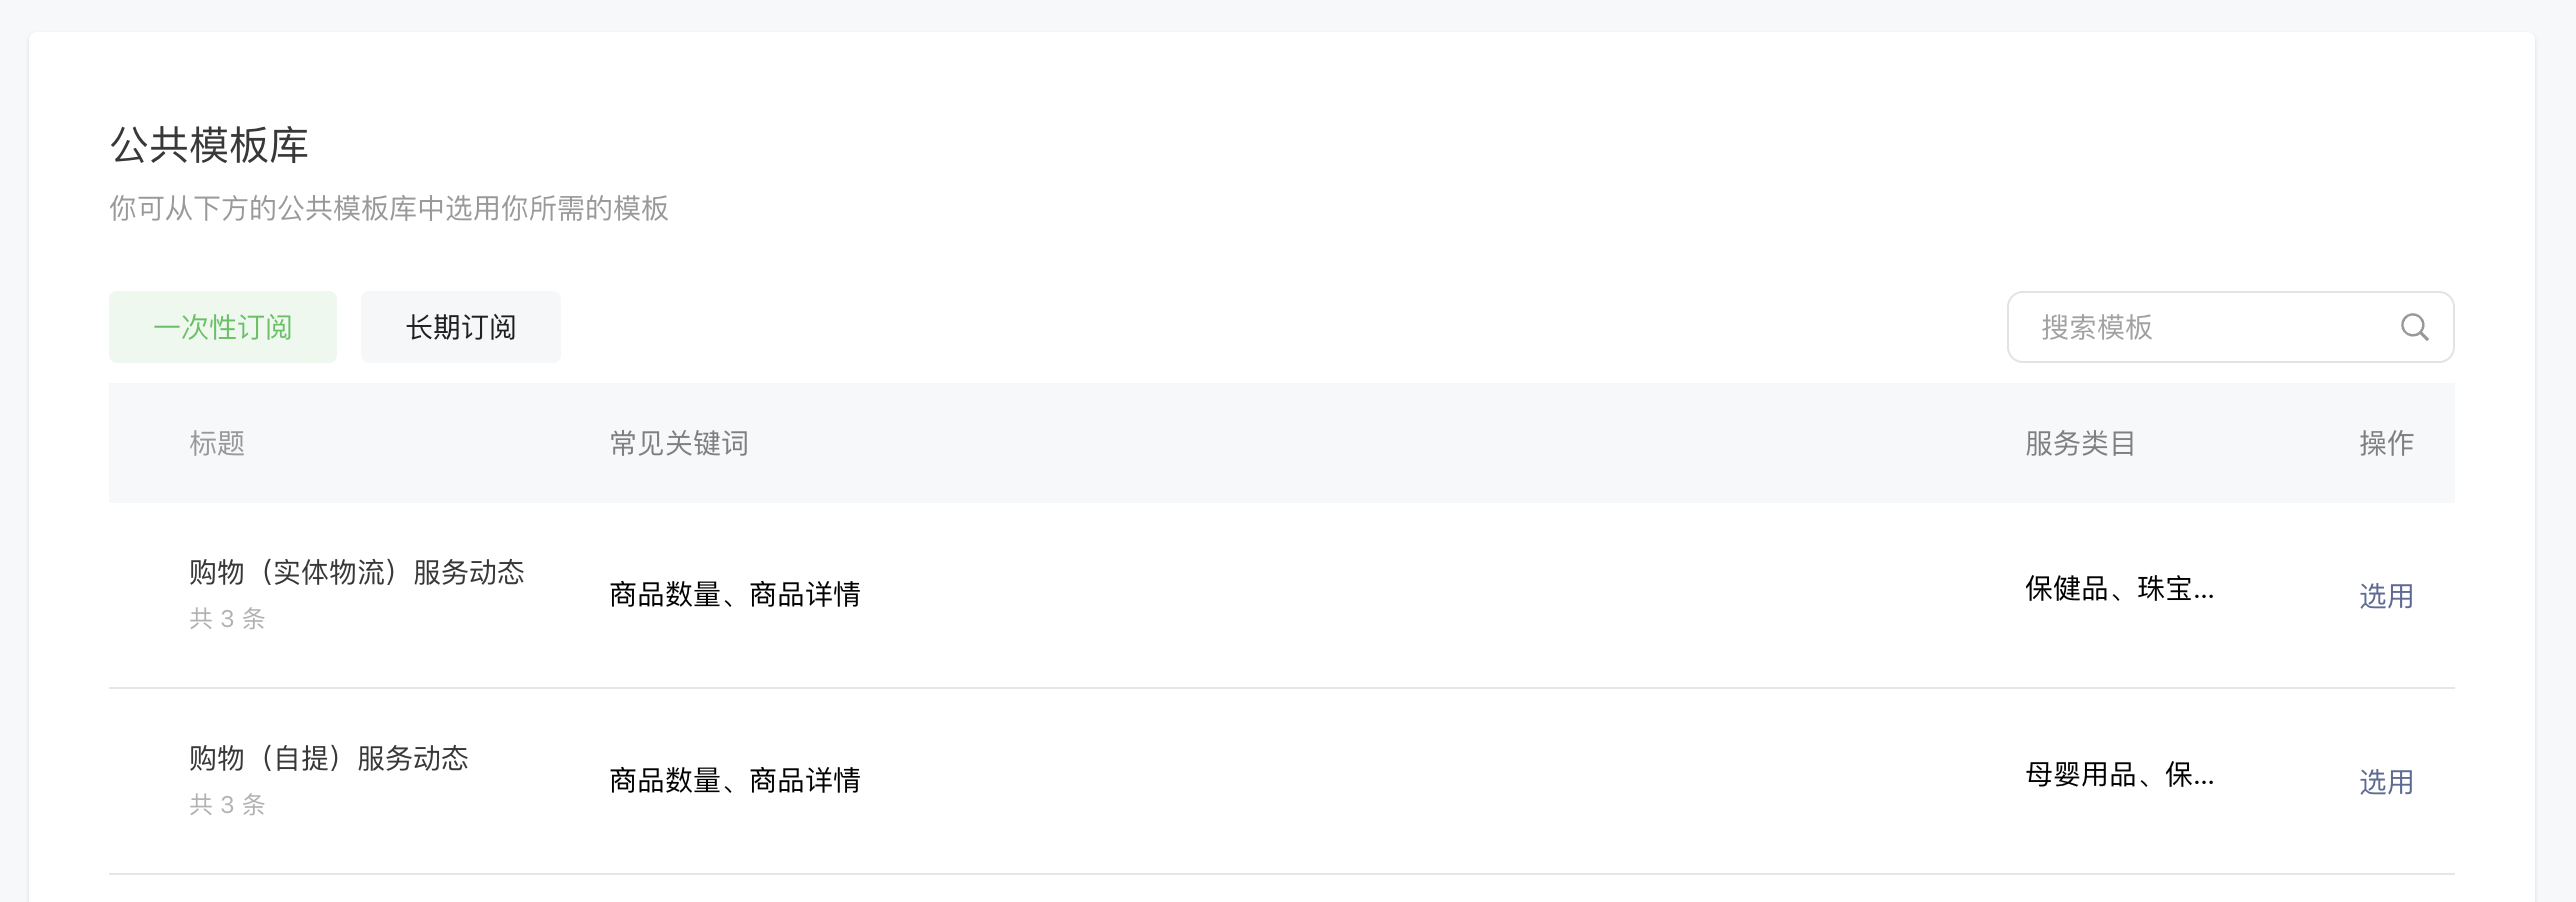 公共模板库
你可从下方的公共模板库中选用你所需的模板
一次性订阅 长期订阅 搜索模板
标题 常见关键词 服务类目 操作
购物（实体物流）服务动态
共 3 条
商品数量、商品详情 保健品、珠宝... 选用
购物（自提）服务动态
共 3 条
商品数量、商品详情 母婴用品、保... 选用